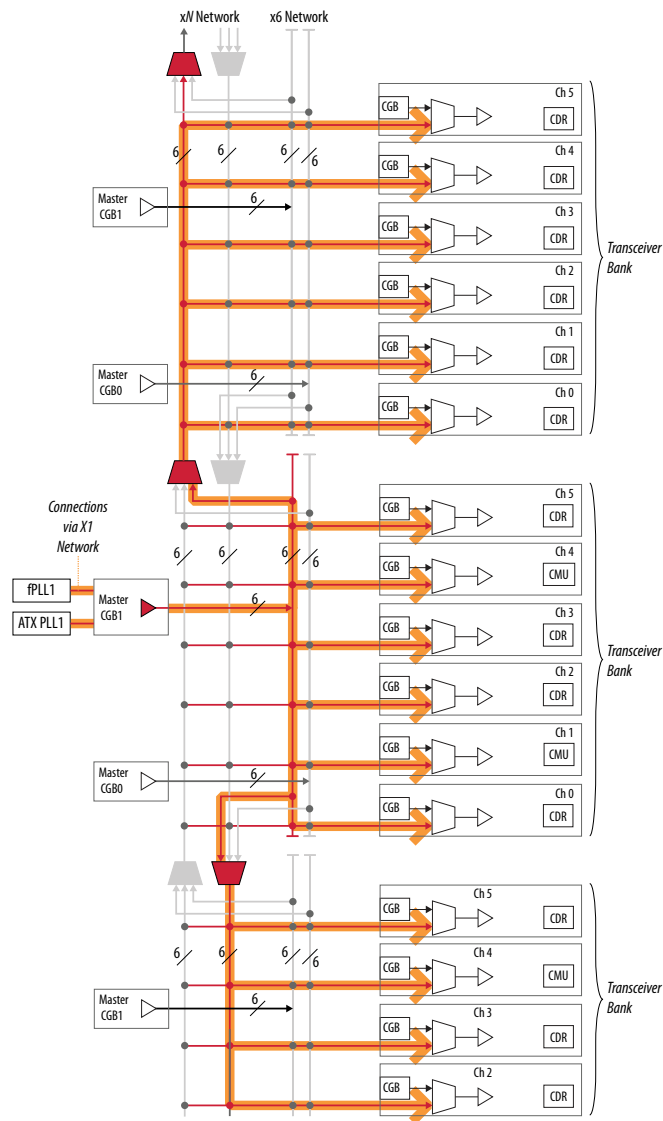 xN Network x6 Network
Ch 5
CGB
CDR
6 6 6 6
Ch 4
CGB
CDR
Master
CGB1
6
Ch 3
CGB
CDR
Transceiver
Bank
Ch 2
CGB
CDR
Ch 1
CGB
CDR
Master
CGB0
6
Ch 0
CGB
CDR
Connections
via X1
Network
Ch 5
CGB
CDR
6 6 6 6
Ch 4
CGB
CMU
fPLL1
ATX PLL1
Master
CGB1
6
Ch 3
CGB
CDR
Transceiver
Bank
Ch 2
CGB
CDR
Ch 1
CGB
CMU
Master
CGB0
6
Ch 0
CGB
CDR
Ch 5
CGB
CDR
6 6 6 6
Ch 4
CGB
CMU
Master
CGB1
6
Transceiver
Bank
Ch 3
CGB
CDR
Ch 2
CGB
CDR